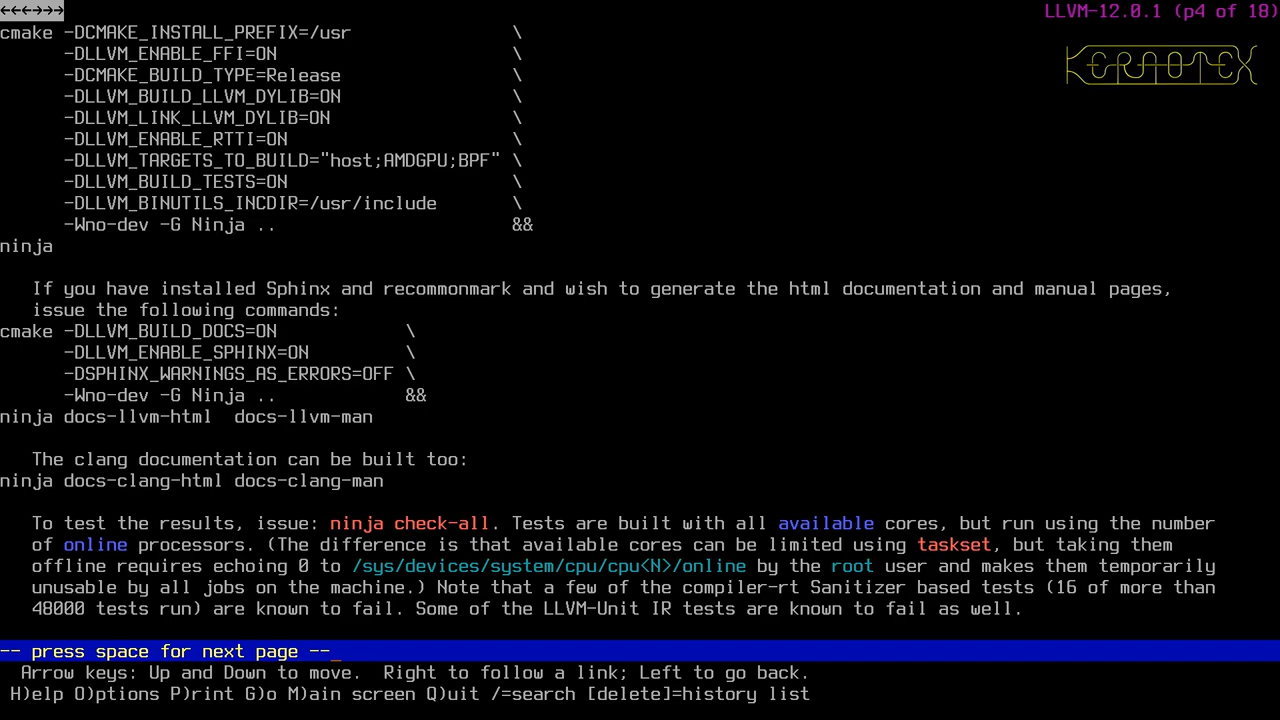 ←←←→→→ LLVM-12.0.1 (p4 of 18)
cmake -DCMAKE_INSTALL_PREFIX=/usr \
KERNOTEX
-DLLVM_ENABLE_FFI=ON \
-DCMAKE_BUILD_TYPE=Release \
-DLLVM_BUILD_LLVM_DYLIB=ON \
-DLLVM_LINK_LLVM_DYLIB=ON \
-DLLVM_ENABLE_RTTI=ON \
-DLLVM_TARGETS_TO_BUILD="host;AMDGPU;BPF" \
-DLLVM_BUILD_TESTS=ON \
-DLLVM_BINUTILS_INCDIR=/usr/include \
-Wno-dev -G Ninja .. &&
ninja
If you have installed Sphinx and recommonmark and wish to generate the html documentation and manual pages,
issue the following commands:
cmake -DLLVM_BUILD_DOCS=ON \
-DLLVM_ENABLE_SPHINX=ON \
-DSPHINX_WARNINGS_AS_ERRORS=OFF \
-Wno-dev -G Ninja .. &&
ninja docs-llvm-html  docs-llvm-man
The clang documentation can be built too:
ninja docs-clang-html docs-clang-man
To test the results, issue: ninja check-all. Tests are built with all available cores, but run using the number
of online processors. (The difference is that available cores can be limited using taskset, but taking them
offline requires echoing 0 to /sys/devices/system/cpu/cpu<N>/online by the root user and makes them temporarily
unusable by all jobs on the machine.) Note that a few of the compiler-rt Sanitizer based tests (16 of more than
48000 tests run) are known to fail. Some of the LLVM-Unit IR tests are known to fail as well.
-- press space for next page --
Arrow keys: Up and Down to move.  Right to follow a link; Left to go back.
H)elp O)ptions P)rint G)o M)ain screen Q)uit /=search [delete]=history list